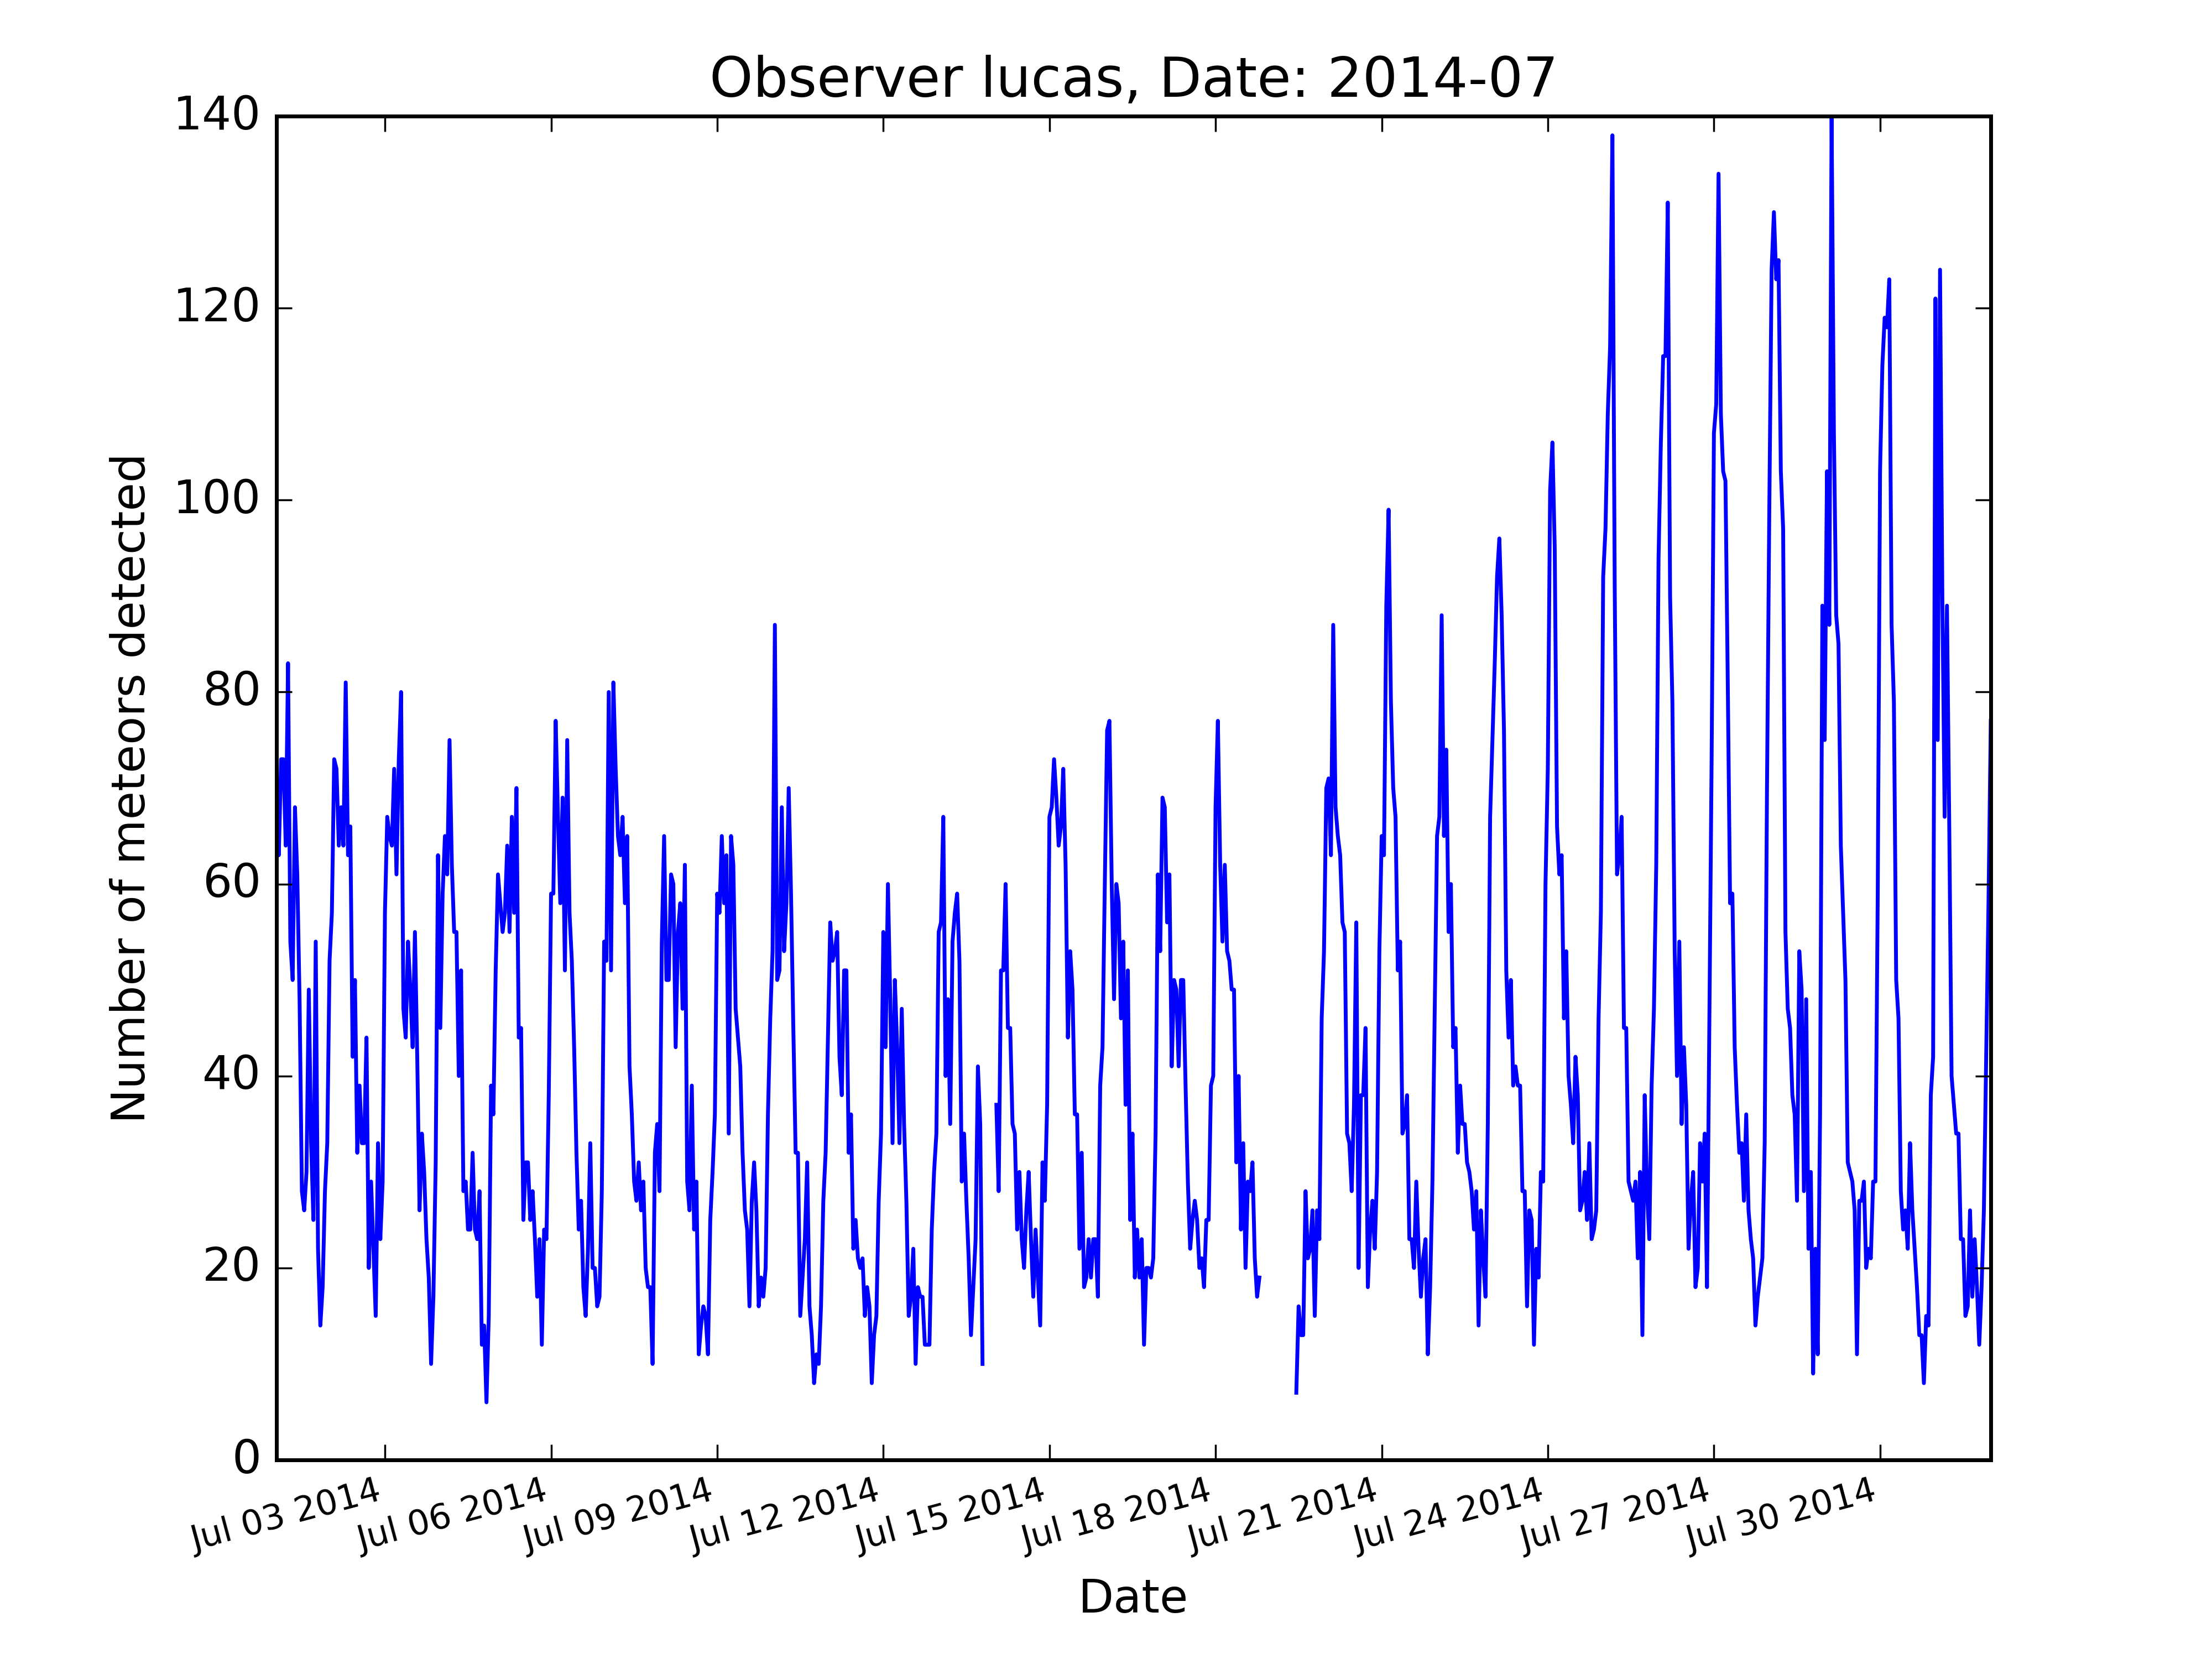 Observer lucas, Date: 2014-07
140
120
100
80
60
40
20
0
Number of meteors detected
Jul 03 2014
Jul 06 2014
Jul 09 2014
Jul 12 2014
Jul 15 2014
Jul 18 2014
Jul 21 2014
Jul 24 2014
Jul 27 2014
Jul 30 2014
Date